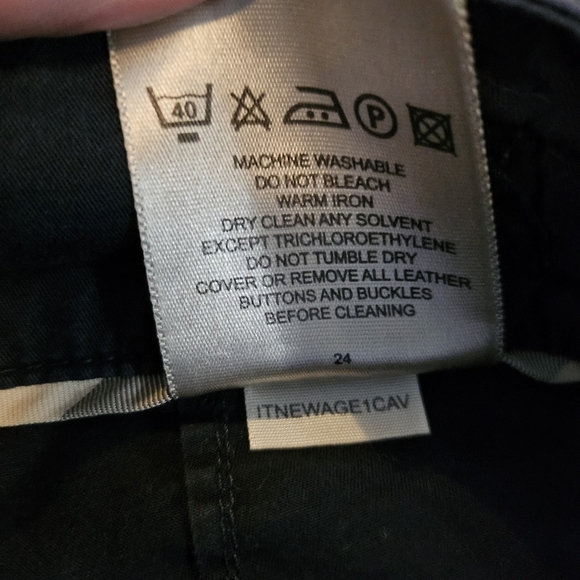 40 P
MACHINE WASHABLE
DO NOT BLEACH
WARM IRON
DRY CLEAN ANY SOLVENT
EXCEPT TRICHLOROETHYLENE
DO NOT TUMBLE DRY
COVER OR REMOVE ALL LEATHER
BUTTONS AND BUCKLES
BEFORE CLEANING
24
ITNEWAGE1CAV